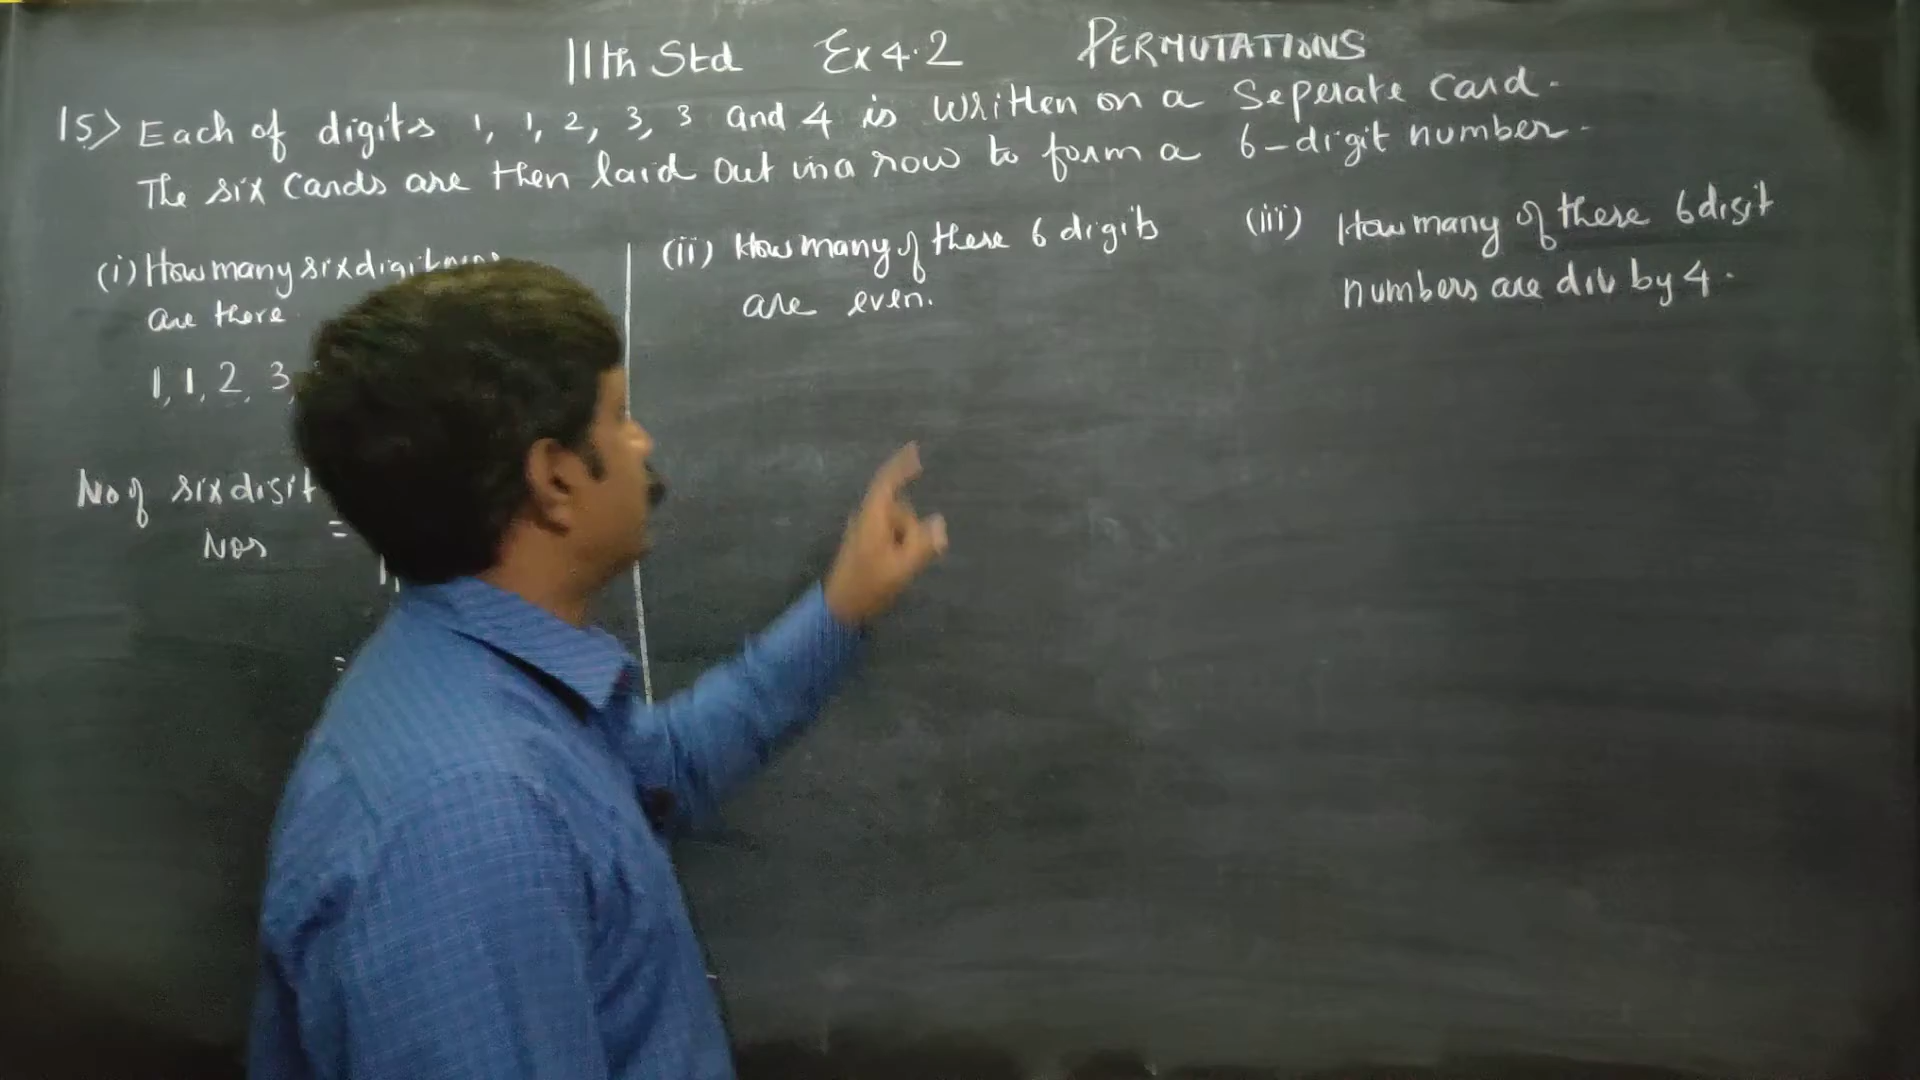 11th Std Ex 4.2 PERMUTATIONS
15) Each of digits 1, 1, 2, 3, 3 and 4 is written on a seperate card.
The six cards are then laid out in a row to form a 6-digit number.
(i) How many six digit
are there
1, 1, 2, 3,
No of six digit
Nos =
=
(ii) How many of these 6 digits
are even.
(iii) How many of these 6 digit
numbers are div by 4.